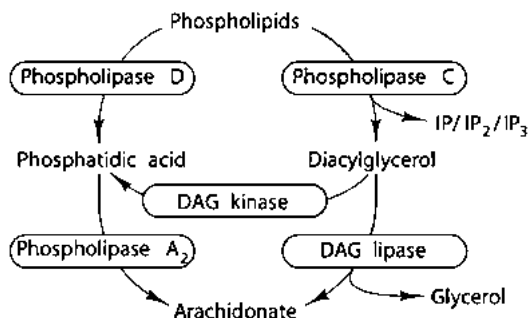 Phospholipids
Phospholipase D
Phospholipase C
IP/IP₂/IP₃
Phosphatidic acid
Diacylglycerol
DAG kinase
Phospholipase A₂
DAG lipase
Glycerol
Arachidonate